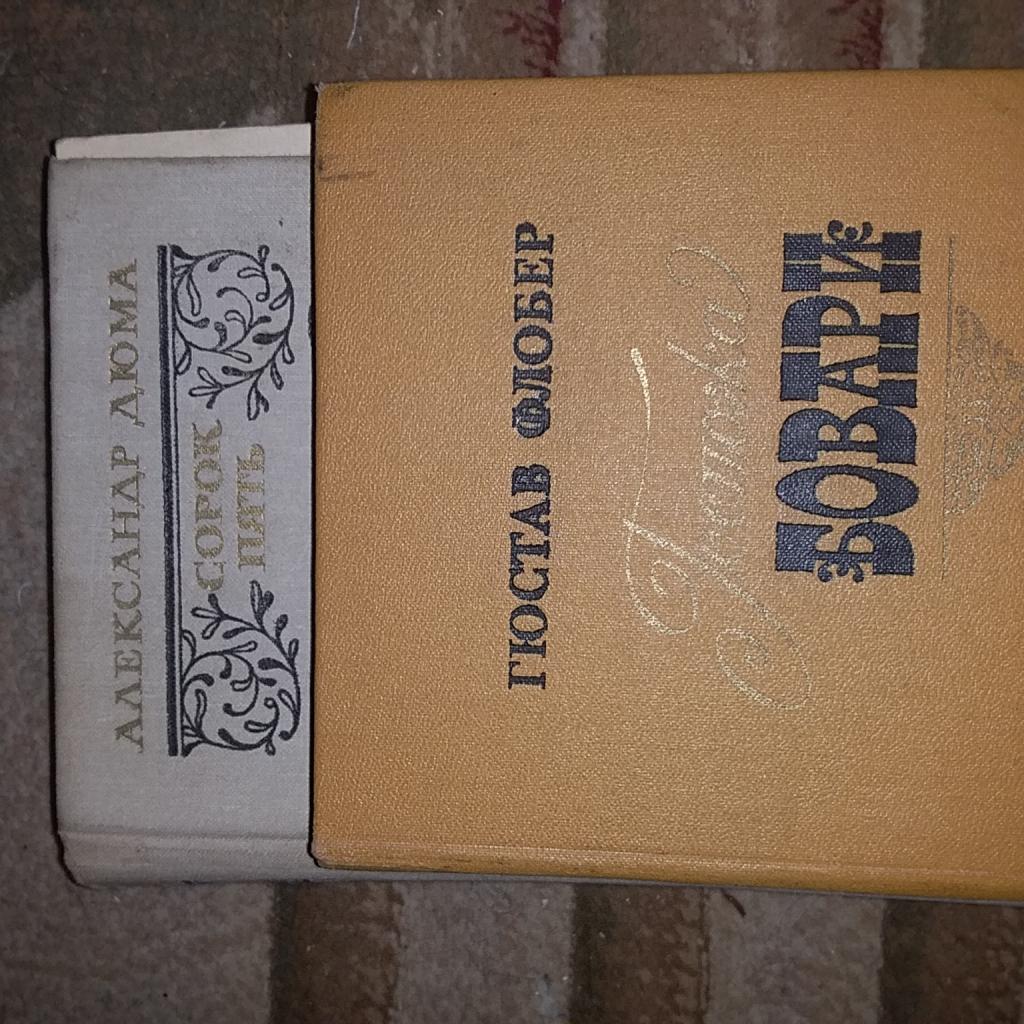 АЛЕКСАНДР ДЮМА
СОРОК
ПЯТЬ
ГЮСТАВ ФЛОБЕР
Госпожа
БОВАРИ